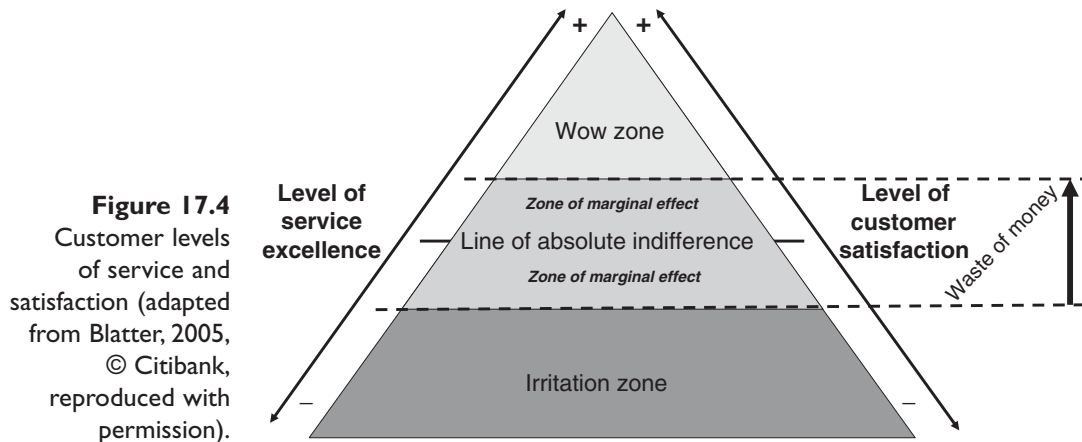 Figure 17.4
Customer levels
of service and
satisfaction (adapted
from Blatter, 2005,
© Citibank,
reproduced with
permission).
+ +
Wow zone
Level of
service
excellence
Zone of marginal effect
Line of absolute indifference
Zone of marginal effect
Level of
customer
satisfaction
Waste of money
Irritation zone
– –